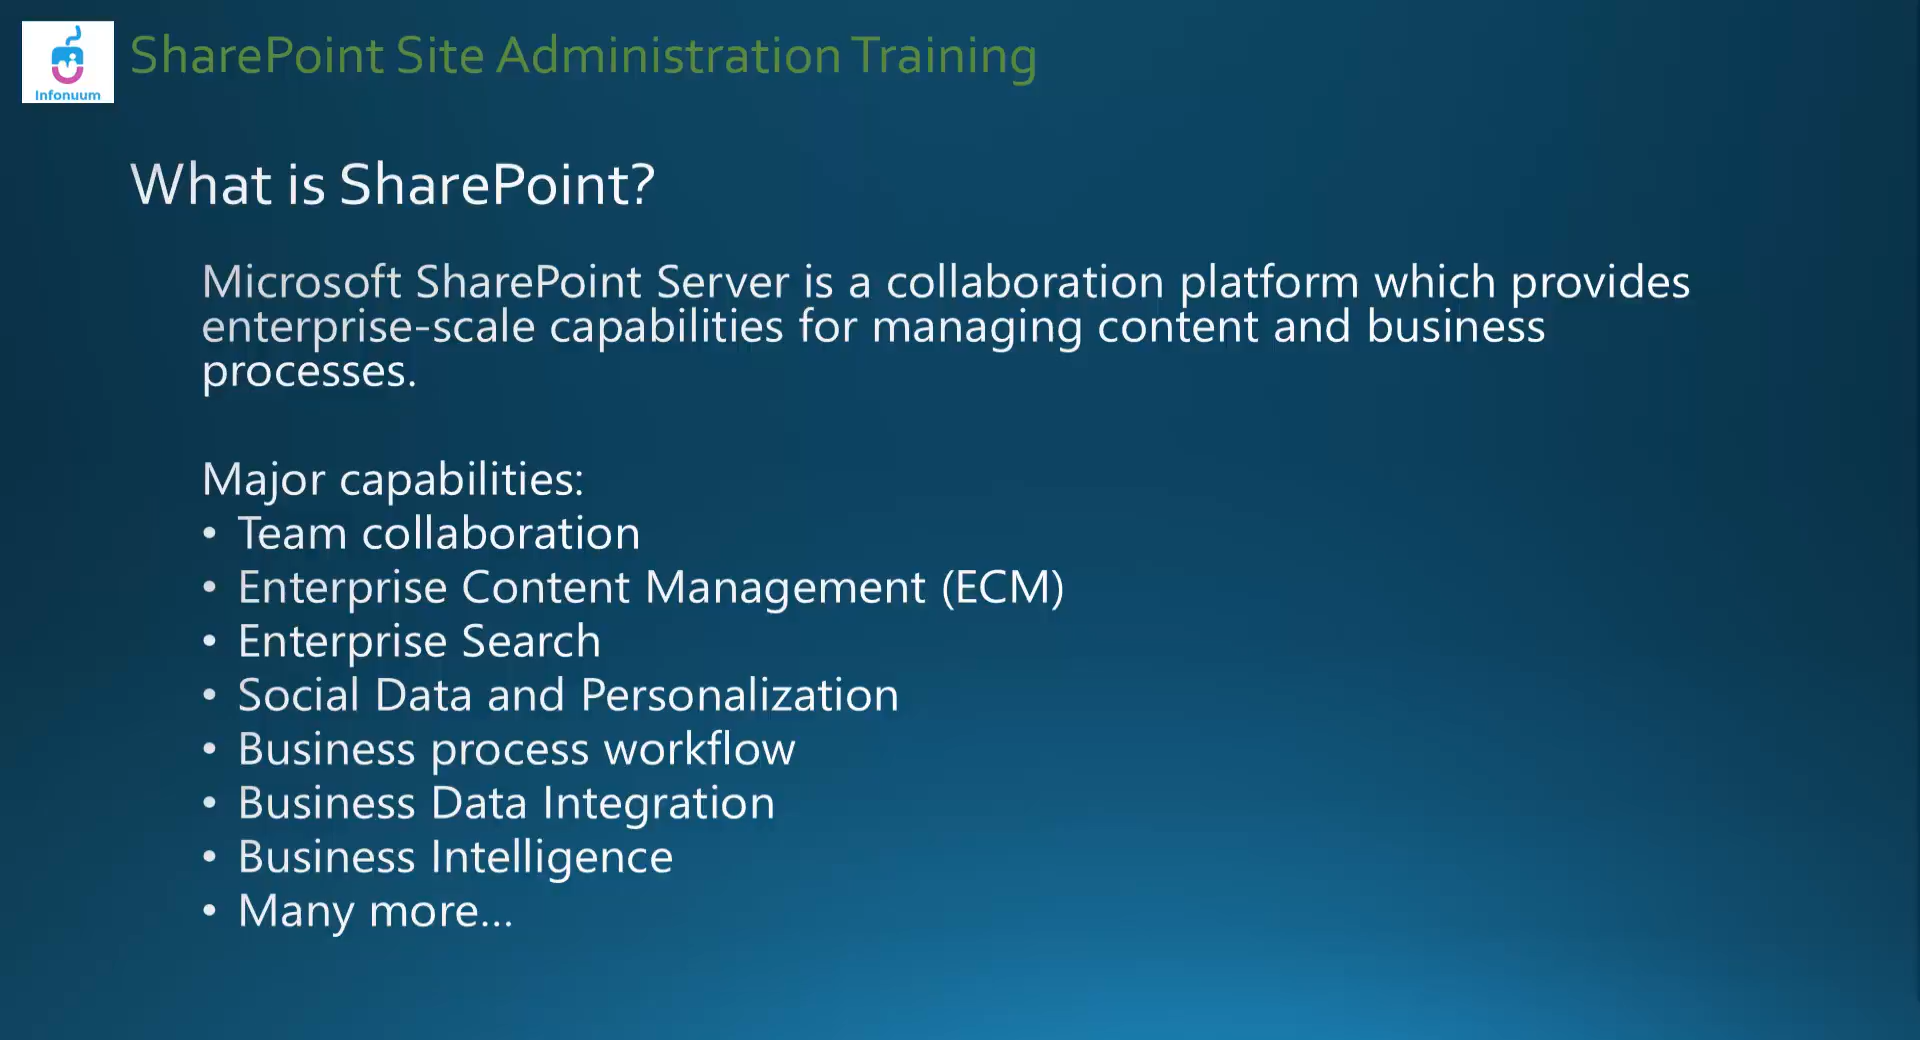 Infonuum
SharePoint Site Administration Training
What is SharePoint?
Microsoft SharePoint Server is a collaboration platform which provides
enterprise-scale capabilities for managing content and business
processes.
Major capabilities:
• Team collaboration
• Enterprise Content Management (ECM)
• Enterprise Search
• Social Data and Personalization
• Business process workflow
• Business Data Integration
• Business Intelligence
• Many more...